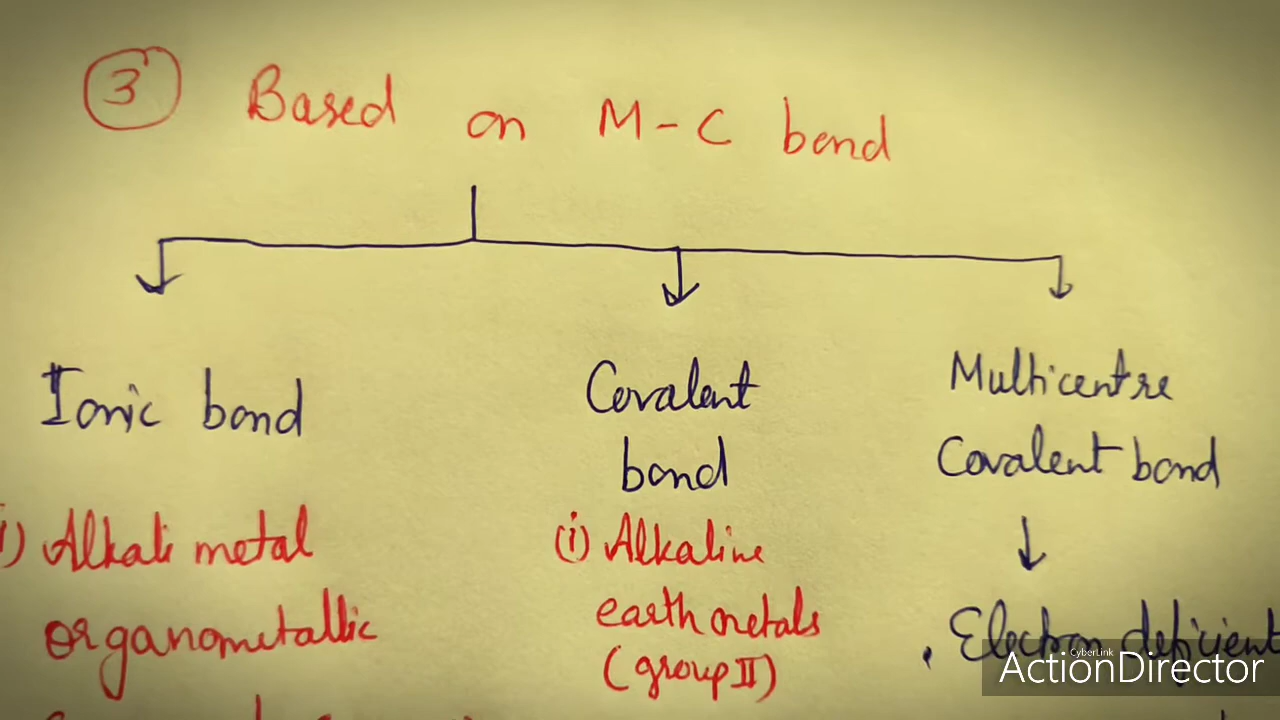 3 Based on M-C bond
Ionic bond
Covalent
bond
Multicentre
Covalent bond
i) Alkali metal
organometallic
(i) Alkaline
earth metals
(group II)
. Electron deficient
CyberLink
ActionDirector